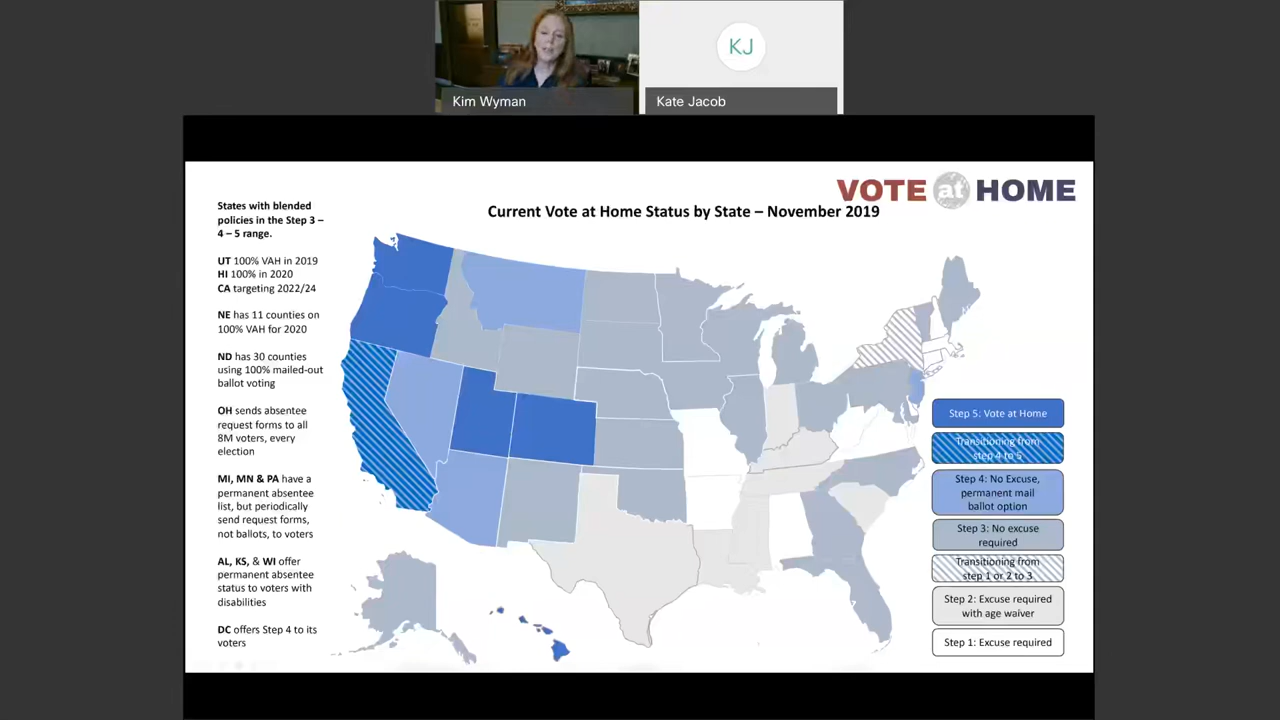 KJ
Kim Wyman
Kate Jacob
VOTE at HOME
Current Vote at Home Status by State – November 2019
States with blended
policies in the Step 3 –
4 – 5 range.
UT 100% VAH in 2019
HI 100% in 2020
CA targeting 2022/24
NE has 11 counties on
100% VAH for 2020
ND has 30 counties
using 100% mailed-out
ballot voting
OH sends absentee
request forms to all
8M voters, every
election
MI, MN & PA have a
permanent absentee
list, but periodically
send request forms,
not ballots, to voters
AL, KS, & WI offer
permanent absentee
status to voters with
disabilities
DC offers Step 4 to its
voters
Step 5: Vote at Home
Transitioning from
step 4 to 5
Step 4: No Excuse,
permanent mail
ballot option
Step 3: No excuse
required
Transitioning from
step 1 or 2 to 3
Step 2: Excuse required
with age waiver
Step 1: Excuse required